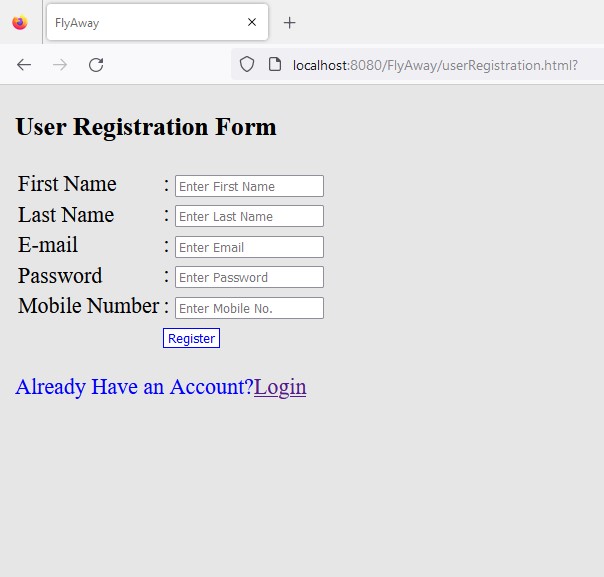 FlyAway
localhost:8080/FlyAway/userRegistration.html?
User Registration Form
First Name : Enter First Name
Last Name : Enter Last Name
E-mail : Enter Email
Password : Enter Password
Mobile Number : Enter Mobile No.
Register
Already Have an Account?Login